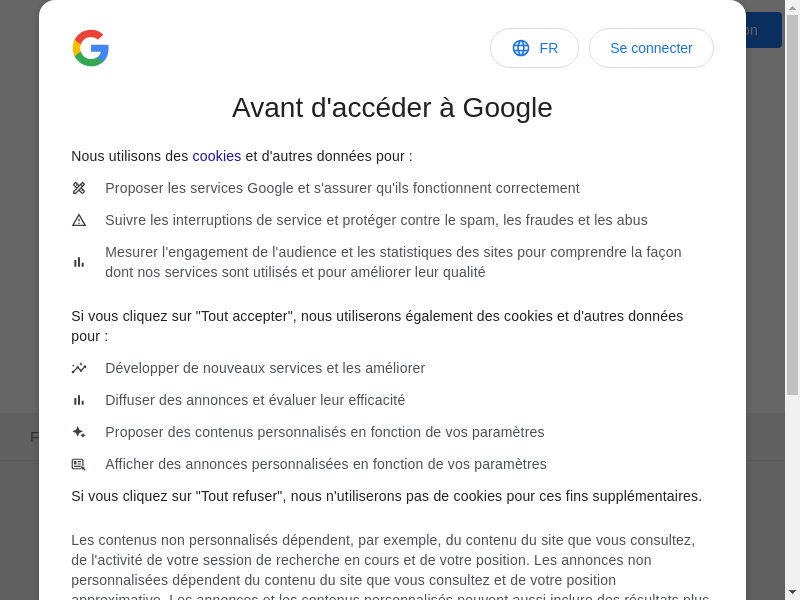 FR
Se connecter
Avant d'accéder à Google
Nous utilisons des cookies et d'autres données pour :
Proposer les services Google et s'assurer qu'ils fonctionnent correctement
Suivre les interruptions de service et protéger contre le spam, les fraudes et les abus
Mesurer l'engagement de l'audience et les statistiques des sites pour comprendre la façon
dont nos services sont utilisés et pour améliorer leur qualité
Si vous cliquez sur "Tout accepter", nous utiliserons également des cookies et d'autres données
pour :
Développer de nouveaux services et les améliorer
Diffuser des annonces et évaluer leur efficacité
Proposer des contenus personnalisés en fonction de vos paramètres
Afficher des annonces personnalisées en fonction de vos paramètres
Si vous cliquez sur "Tout refuser", nous n'utiliserons pas de cookies pour ces fins supplémentaires.
Les contenus non personnalisés dépendent, par exemple, du contenu du site que vous consultez,
de l'activité de votre session de recherche en cours et de votre position. Les annonces non
personnalisées dépendent du contenu du site que vous consultez et de votre position
approximative. Les annonces et les contenus personnalisés peuvent aussi inclure des résultats plus